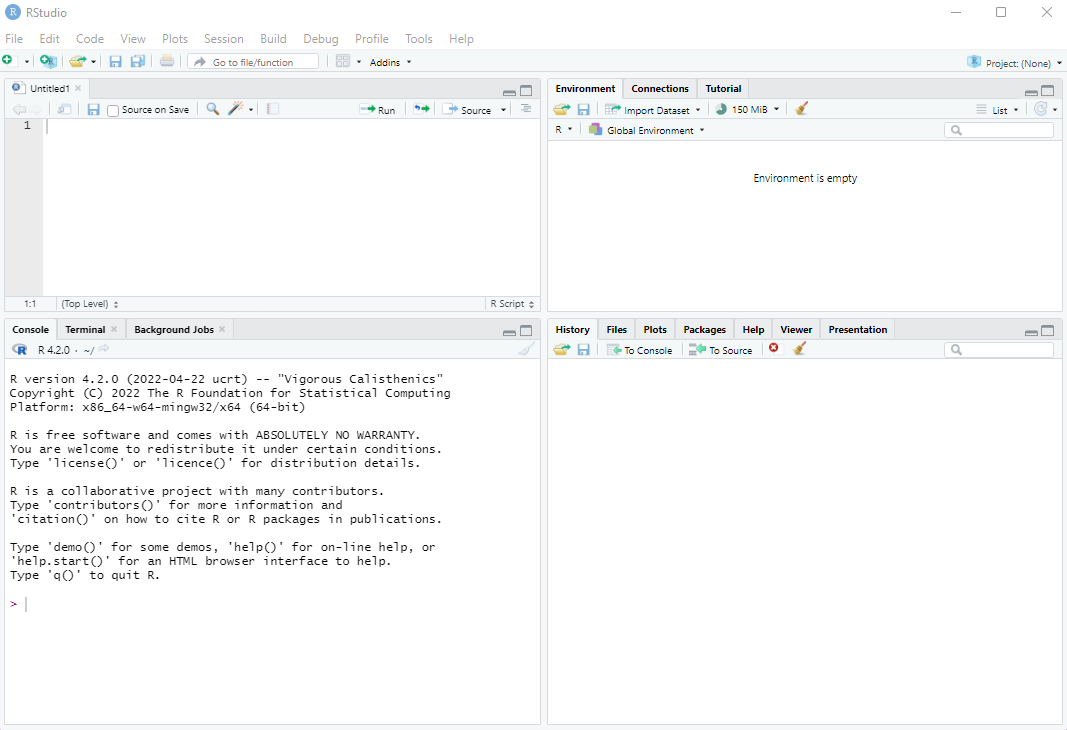 RStudio
File Edit Code View Plots Session Build Debug Profile Tools Help
Go to file/function Addins Project: (None)
Untitled1
Source on Save Run Source
1
1:1 (Top Level) R Script
Environment Connections Tutorial
Import Dataset 150 MiB List
R Global Environment
Environment is empty
Console Terminal Background Jobs
R 4.2.0 · ~/
R version 4.2.0 (2022-04-22 ucrt) -- "Vigorous Calisthenics"
Copyright (C) 2022 The R Foundation for Statistical Computing
Platform: x86_64-w64-mingw32/x64 (64-bit)
R is free software and comes with ABSOLUTELY NO WARRANTY.
You are welcome to redistribute it under certain conditions.
Type 'license()' or 'licence()' for distribution details.
R is a collaborative project with many contributors.
Type 'contributors()' for more information and
'citation()' on how to cite R or R packages in publications.
Type 'demo()' for some demos, 'help()' for on-line help, or
'help.start()' for an HTML browser interface to help.
Type 'q()' to quit R.
>
History Files Plots Packages Help Viewer Presentation
To Console To Source